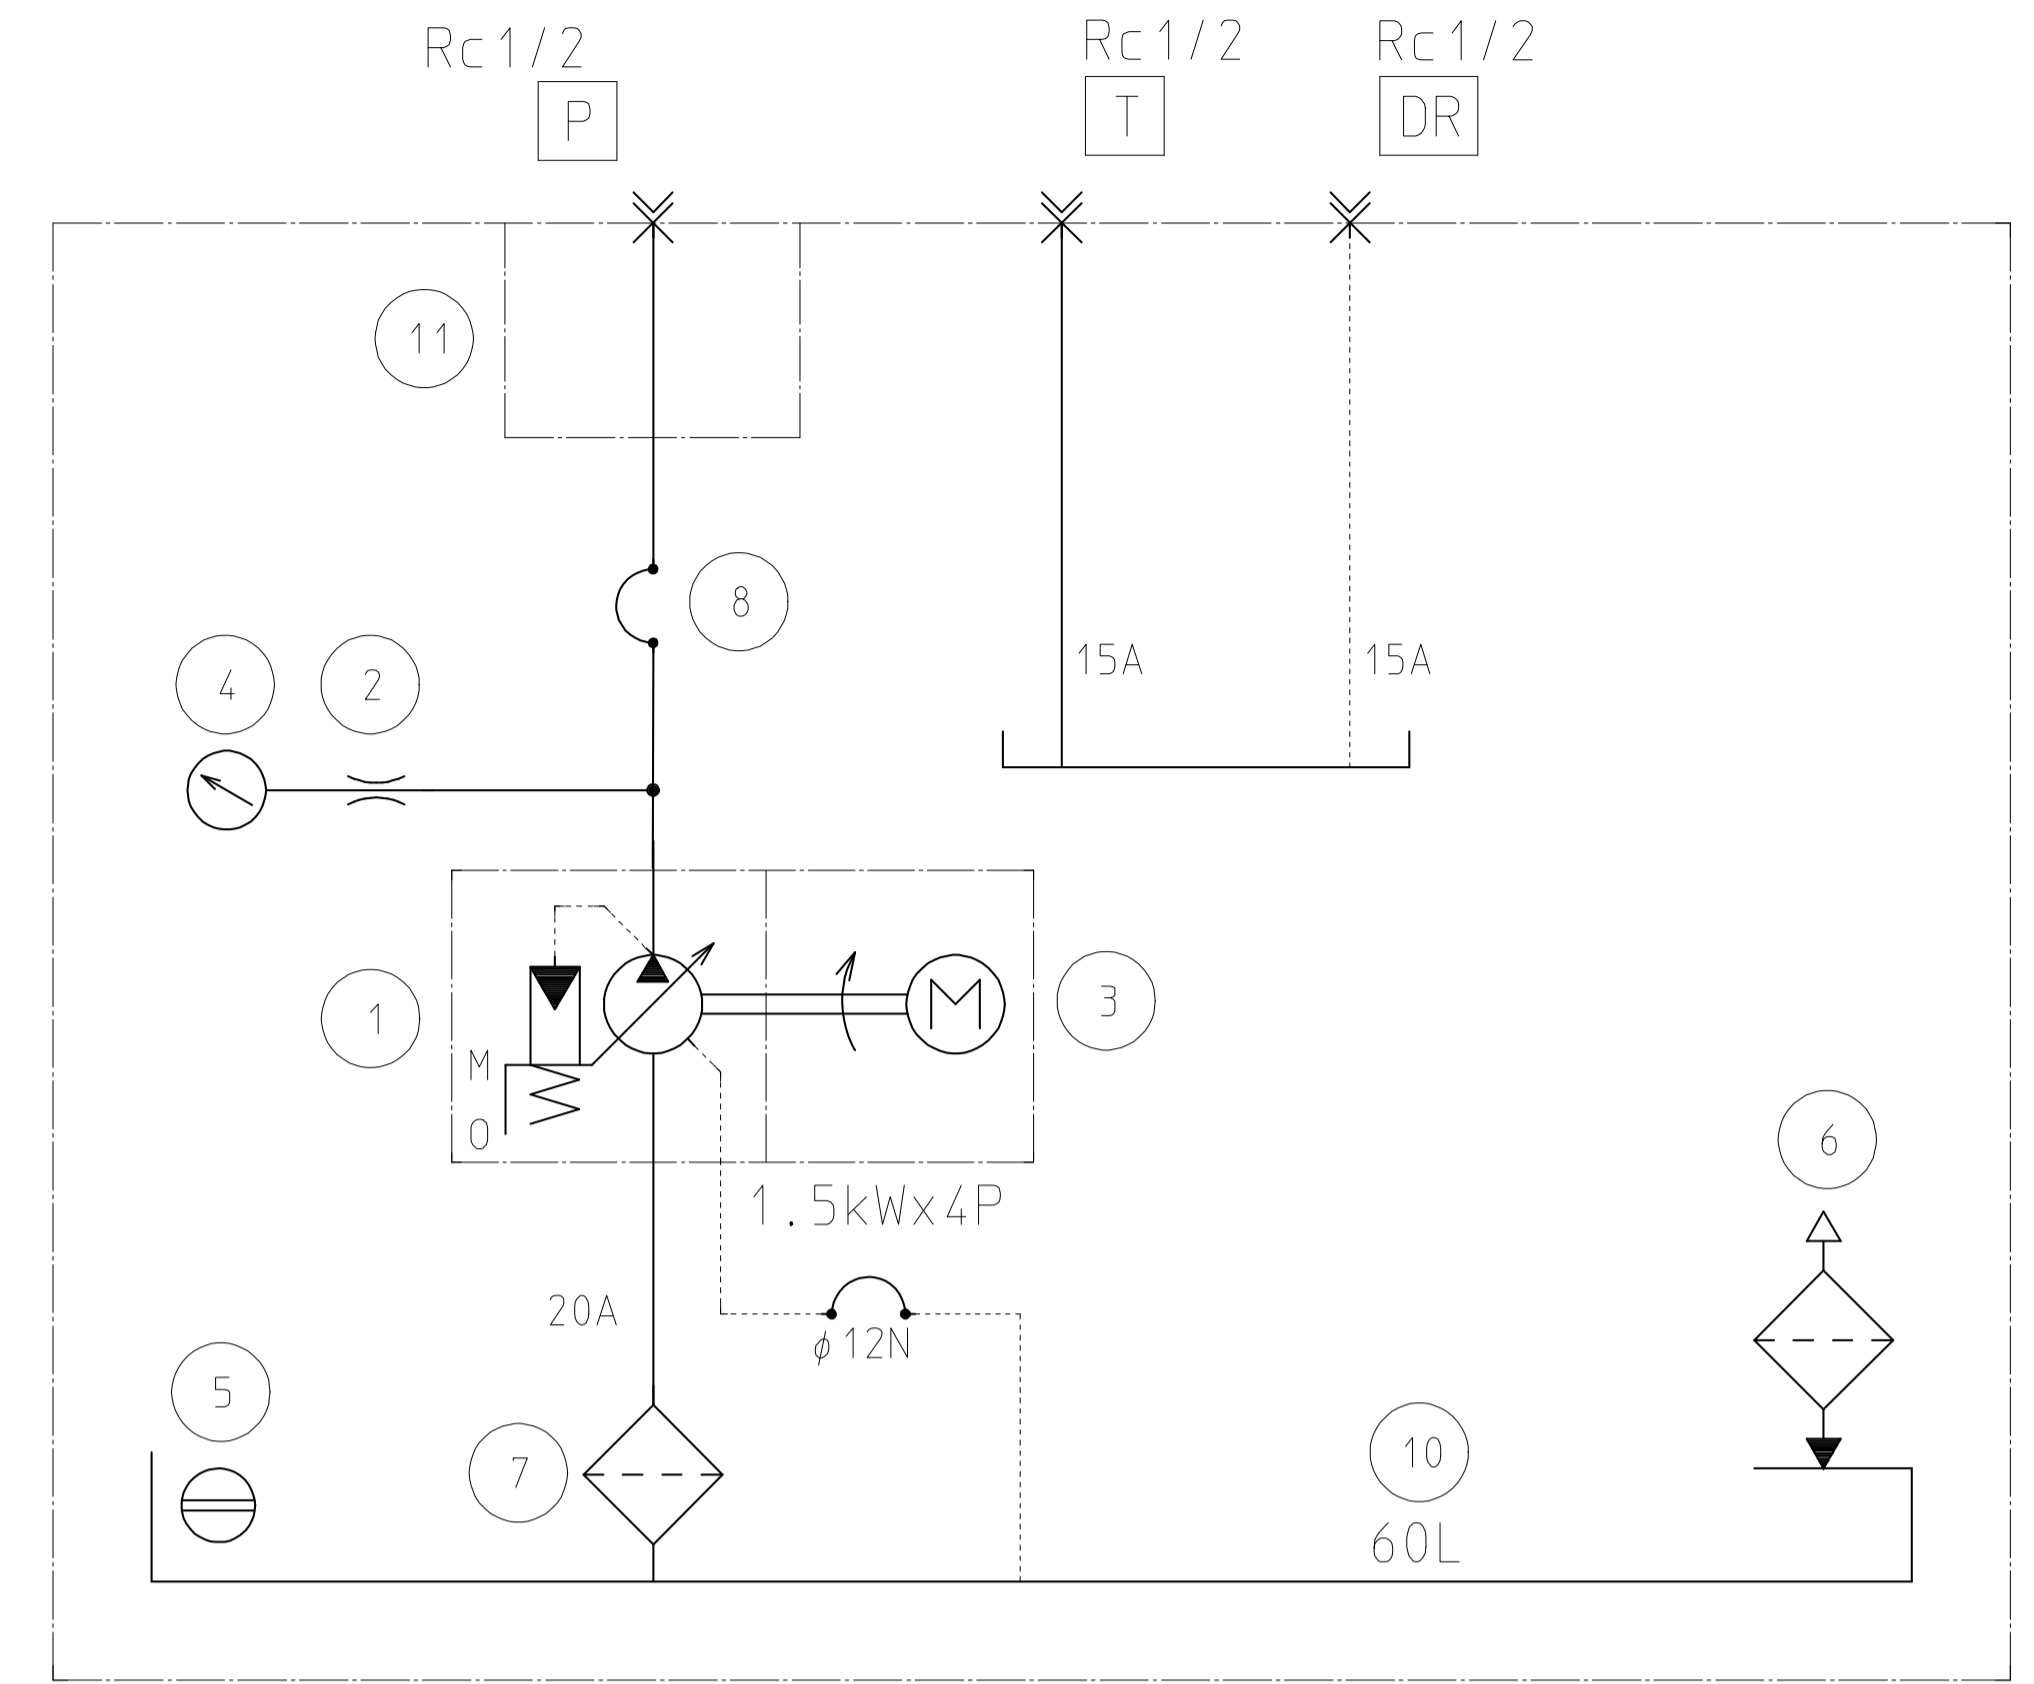 Rc1/2 Rc1/2 Rc1/2
P T DR
11
8
15A 15A
4 2
1 3
M
M
O
6
1.5kWx4P
20A
φ12N
5
7 10
60L